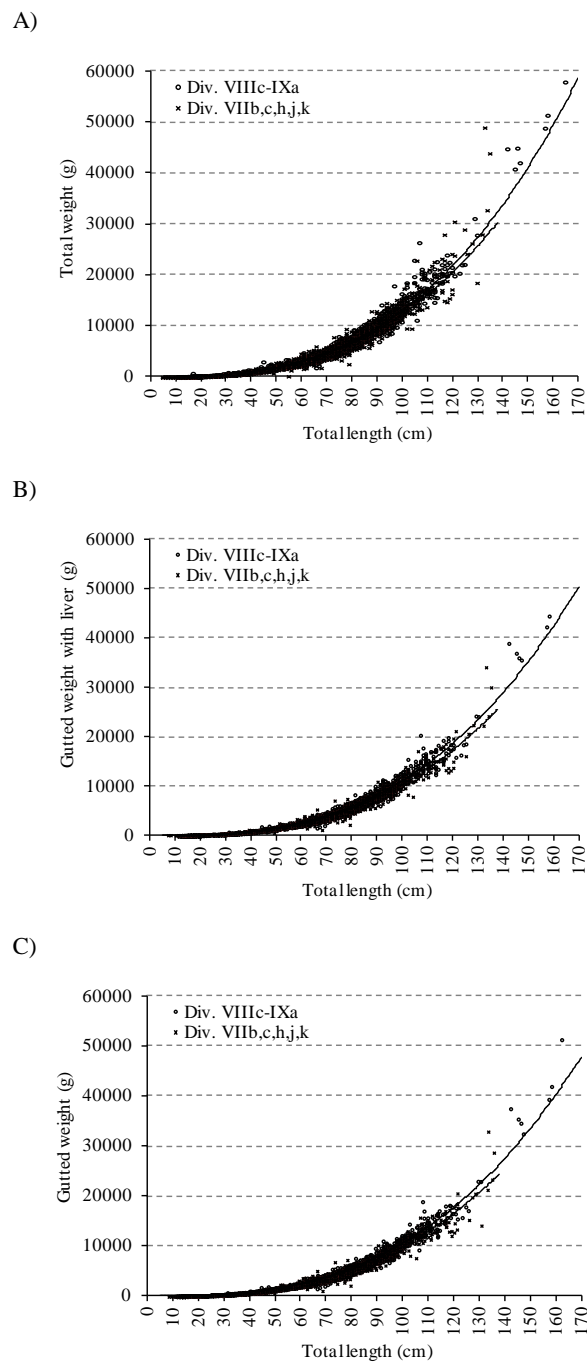 A)
60000
Div. VIIIc-IXa
Div. VIIb,c,h,j,k
50000
40000
30000
20000
10000
0
Total weight (g)
0 10 20 30 40 50 60 70 80 90 100 110 120 130 140 150 160 170
Total length (cm)
B)
60000
Div. VIIIc-IXa
Div. VIIb,c,h,j,k
50000
40000
30000
20000
10000
0
Gutted weight with liver (g)
0 10 20 30 40 50 60 70 80 90 100 110 120 130 140 150 160 170
Total length (cm)
C)
60000
Div. VIIIc-IXa
Div. VIIb,c,h,j,k
50000
40000
30000
20000
10000
0
Gutted weight (g)
0 10 20 30 40 50 60 70 80 90 100 110 120 130 140 150 160 170
Total length (cm)